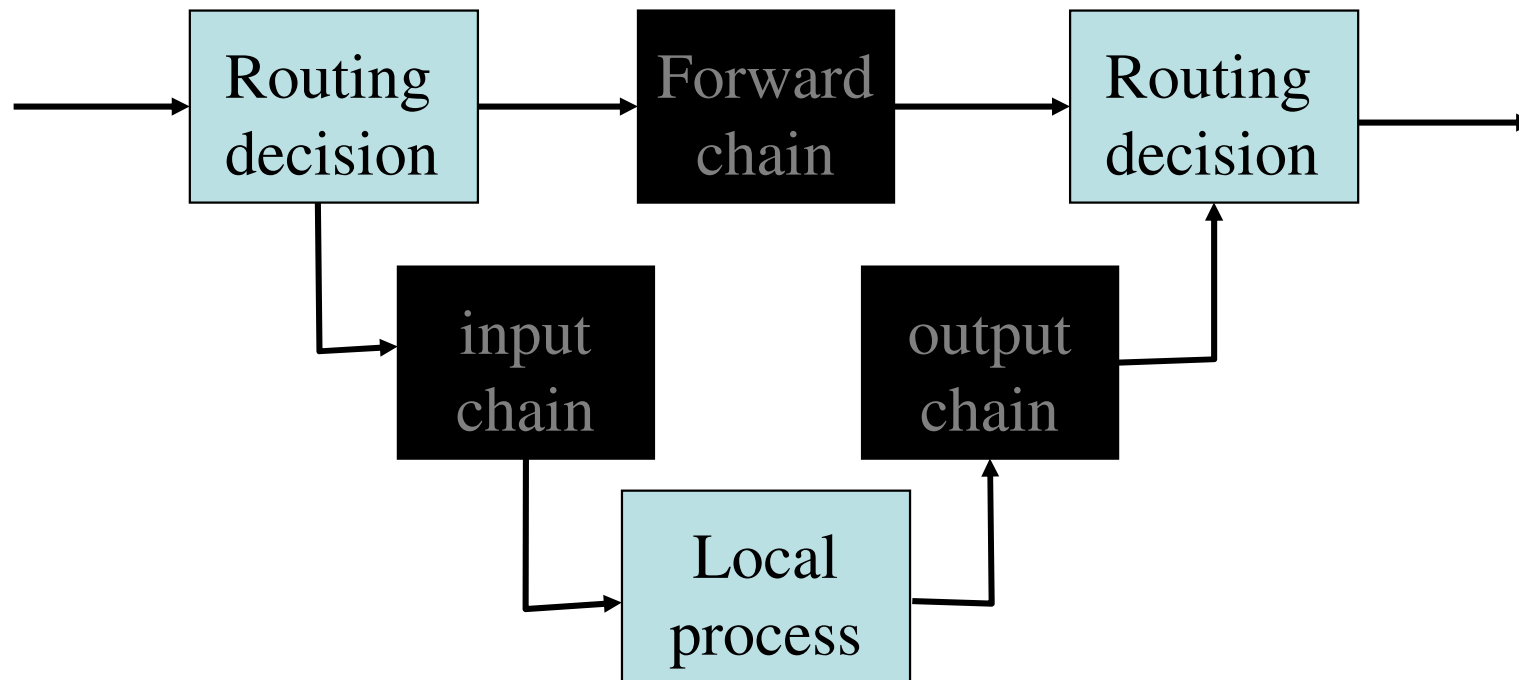 Routing
decision
Forward
chain
Routing
decision
input
chain
output
chain
Local
process